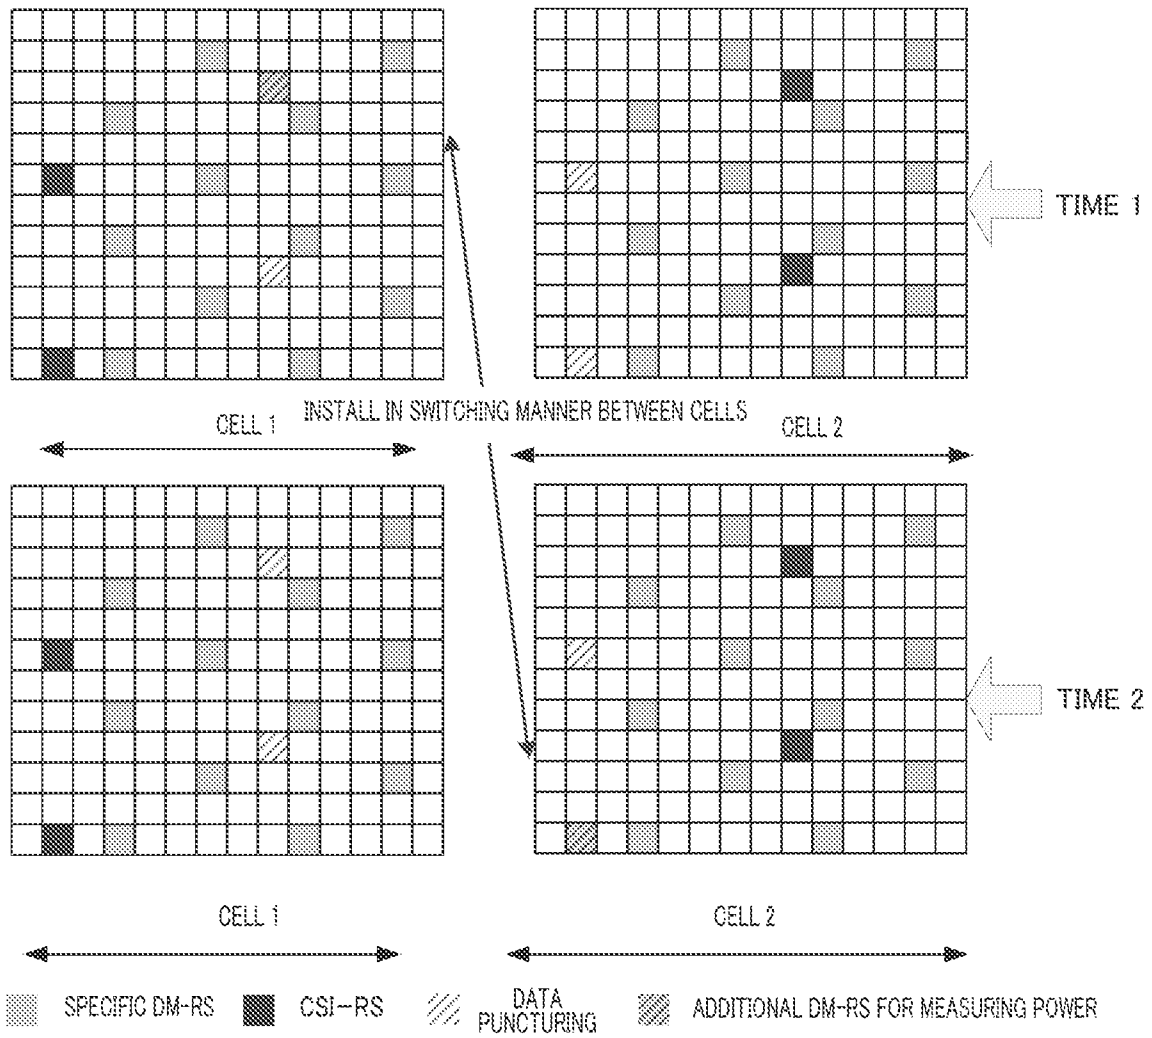 TIME 1
INSTALL IN SWITCHING MANNER BETWEEN CELLS
CELL 1
CELL 2
TIME 2
CELL 1
CELL 2
SPECIFIC DM-RS
CSI-RS
DATA
PUNCTURING
ADDITIONAL DM-RS FOR MEASURING POWER